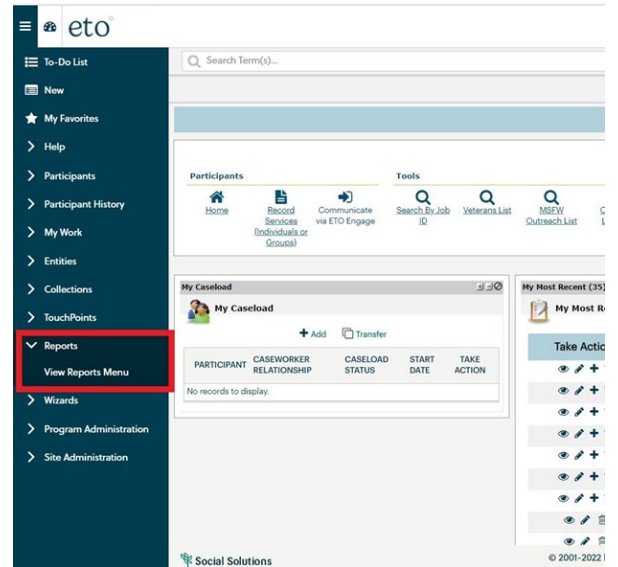 eto
To-Do List
Search Term(s)...
New
My Favorites
Help
Participants
Participant History
My Work
Entities
Collections
TouchPoints
Reports
View Reports Menu
Wizards
Program Administration
Site Administration
Participants
Tools
Home
Record Services (Individuals or Groups)
Communicate via ETO Engage
Search By Job ID
Veterans List
MSFW Outreach List
My Caseload
My Caseload
Add Transfer
PARTICIPANT CASEWORKER RELATIONSHIP CASELOAD STATUS START DATE TAKE ACTION
No records to display.
My Most Recent (35)
My Most
Take Actio
Social Solutions
© 2001-2022